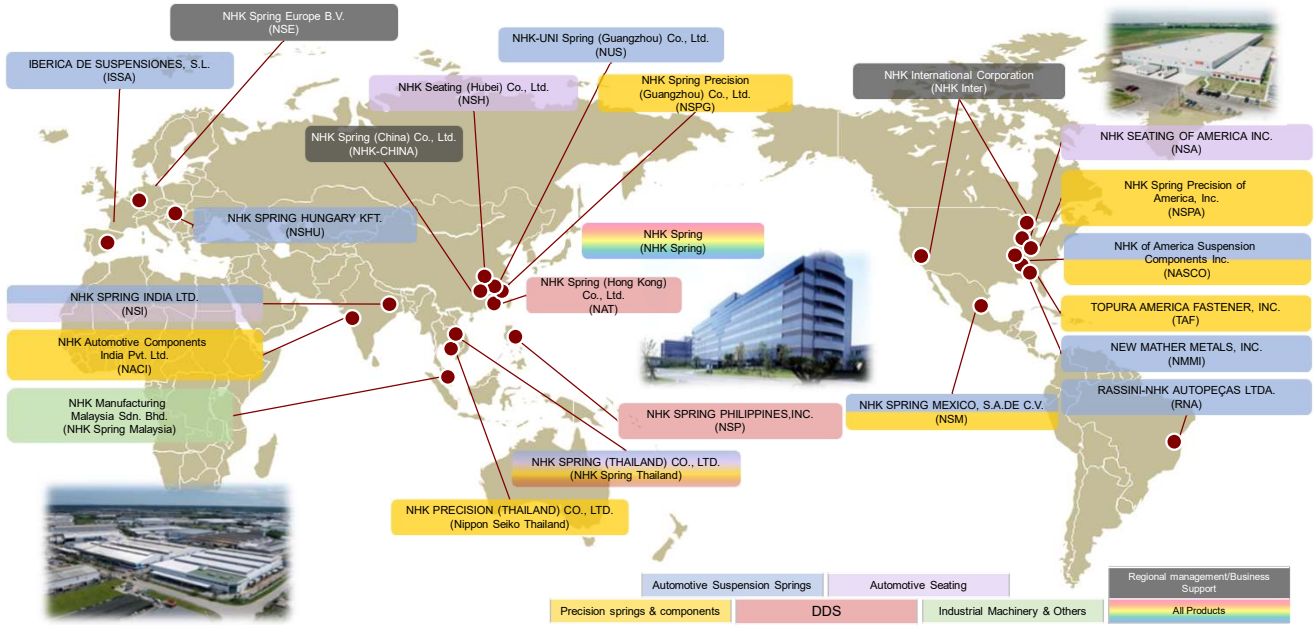 NHK Spring Europe B.V.
(NSE)
IBERICA DE SUSPENSIONES, S.L.
(ISSA)
NHK-UNI Spring (Guangzhou) Co., Ltd.
(NUS)
NHK Seating (Hubei) Co., Ltd.
(NSH)
NHK Spring Precision
(Guangzhou) Co., Ltd.
(NSPG)
NHK Spring (China) Co., Ltd.
(NHK-CHINA)
NHK International Corporation
(NHK Inter)
NHK SEATING OF AMERICA INC.
(NSA)
NHK Spring Precision of
America, Inc.
(NSPA)
NHK SPRING HUNGARY KFT.
(NSHU)
NHK Spring
(NHK Spring)
NHK of America Suspension
Components Inc.
(NASCO)
NHK SPRING INDIA LTD.
(NSI)
NHK Spring (Hong Kong)
Co., Ltd.
(NAT)
TOPURA AMERICA FASTENER, INC.
(TAF)
NHK Automotive Components
India Pvt. Ltd.
(NACI)
NEW MATHER METALS, INC.
(NMMI)
NHK Manufacturing
Malaysia Sdn. Bhd.
(NHK Spring Malaysia)
NHK SPRING PHILIPPINES,INC.
(NSP)
NHK SPRING MEXICO, S.A.DE C.V.
(NSM)
RASSINI-NHK AUTOPEÇAS LTDA.
(RNA)
NHK SPRING (THAILAND) CO., LTD.
(NHK Spring Thailand)
NHK PRECISION (THAILAND) CO., LTD.
(Nippon Seiko Thailand)
Automotive Suspension Springs
Automotive Seating
Regional management/Business
Support
Precision springs & components
DDS
Industrial Machinery & Others
All Products